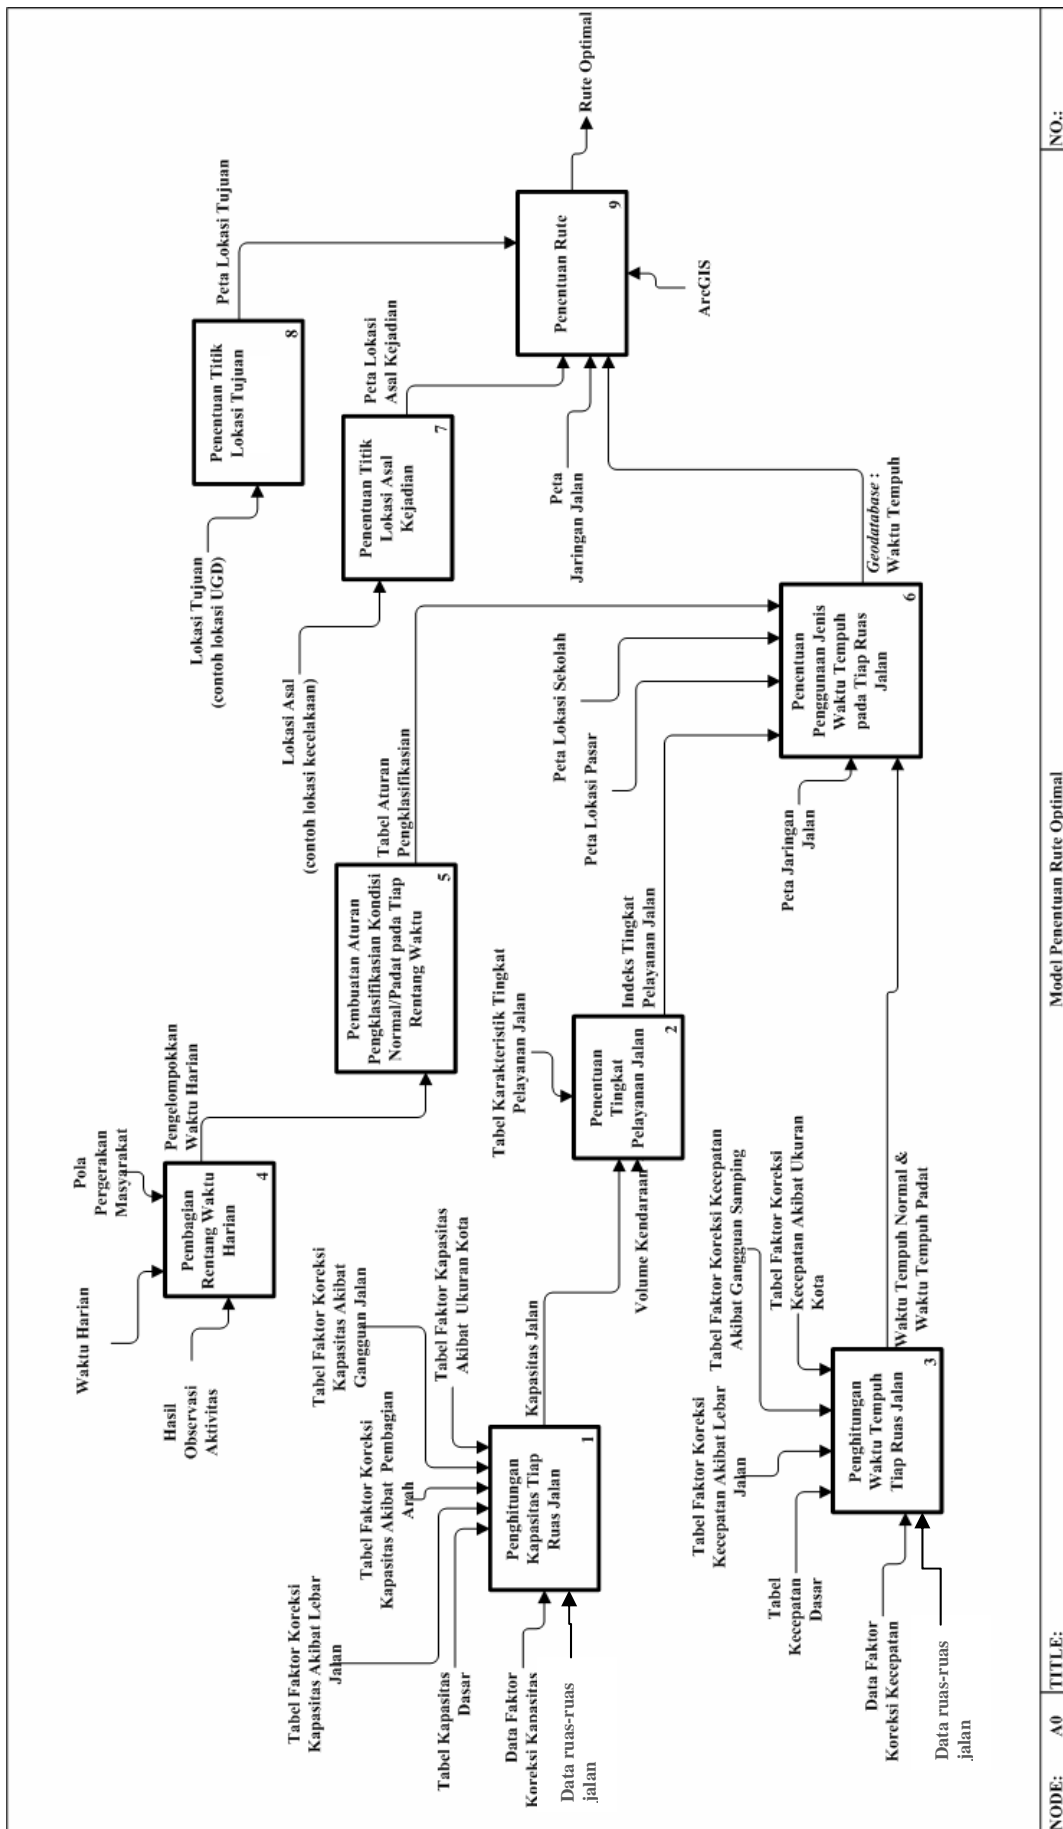 Waktu Harian
Pola
Pergerakan
Masyarakat
Hasil
Observasi
Aktivitas
Pembagian
Rentang Waktu
Harian
4
Pengelompokkan
Waktu Harian
Lokasi Tujuan
(contoh lokasi UGD)
Penentuan Titik
Lokasi Tujuan
8
Peta Lokasi Tujuan
Lokasi Asal
(contoh lokasi kecelakaan)
Penentuan Titik
Lokasi Asal
Kejadian
7
Peta Lokasi
Asal Kejadian
Pembuatan Aturan
Pengklasifikasian Kondisi
Normal/Padat pada Tiap
Rentang Waktu
5
Tabel Aturan
Pengklasifikasian
Tabel Faktor Koreksi
Kapasitas Akibat Lebar
Jalan
Tabel Faktor Koreksi
Kapasitas Akibat
Gangguan Jalan
Tabel Faktor Koreksi
Kapasitas Akibat Pembagian
Arah
Tabel Faktor Kapasitas
Akibat Ukuran Kota
Tabel Kapasitas
Dasar
Data Faktor
Koreksi Kanasitas
Data ruas-ruas
jalan
Penghitungan
Kapasitas Tiap
Ruas Jalan
1
Kapasitas Jalan
Volume Kendaraan
Tabel Karakteristik Tingkat
Pelayanan Jalan
Penentuan
Tingkat
Pelayanan Jalan
2
Indeks Tingkat
Pelayanan Jalan
Peta Lokasi Sekolah
Peta Lokasi Pasar
Peta
Jaringan Jalan
Penentuan Rute
9
Rute Optimal
ArcGIS
Tabel Faktor Koreksi
Kecepatan Akibat Lebar
Jalan
Tabel Faktor Koreksi Kecepatan
Akibat Gangguan Samping
Tabel Faktor Koreksi
Kecepatan Akibat Ukuran
Kota
Tabel
Kecepatan
Dasar
Data Faktor
Koreksi Kecepatan
Data ruas-ruas
jalan
Penghitungan
Waktu Tempuh
Tiap Ruas Jalan
3
Waktu Tempuh Normal &
Waktu Tempuh Padat
Peta Jaringan
Jalan
Penentuan
Penggunaan Jenis
Waktu Tempuh
pada Tiap Ruas
Jalan
6
Geodatabase :
Waktu Tempuh
NODE: A0
TITLE:
Model Penentuan Rute Optimal
NO.: